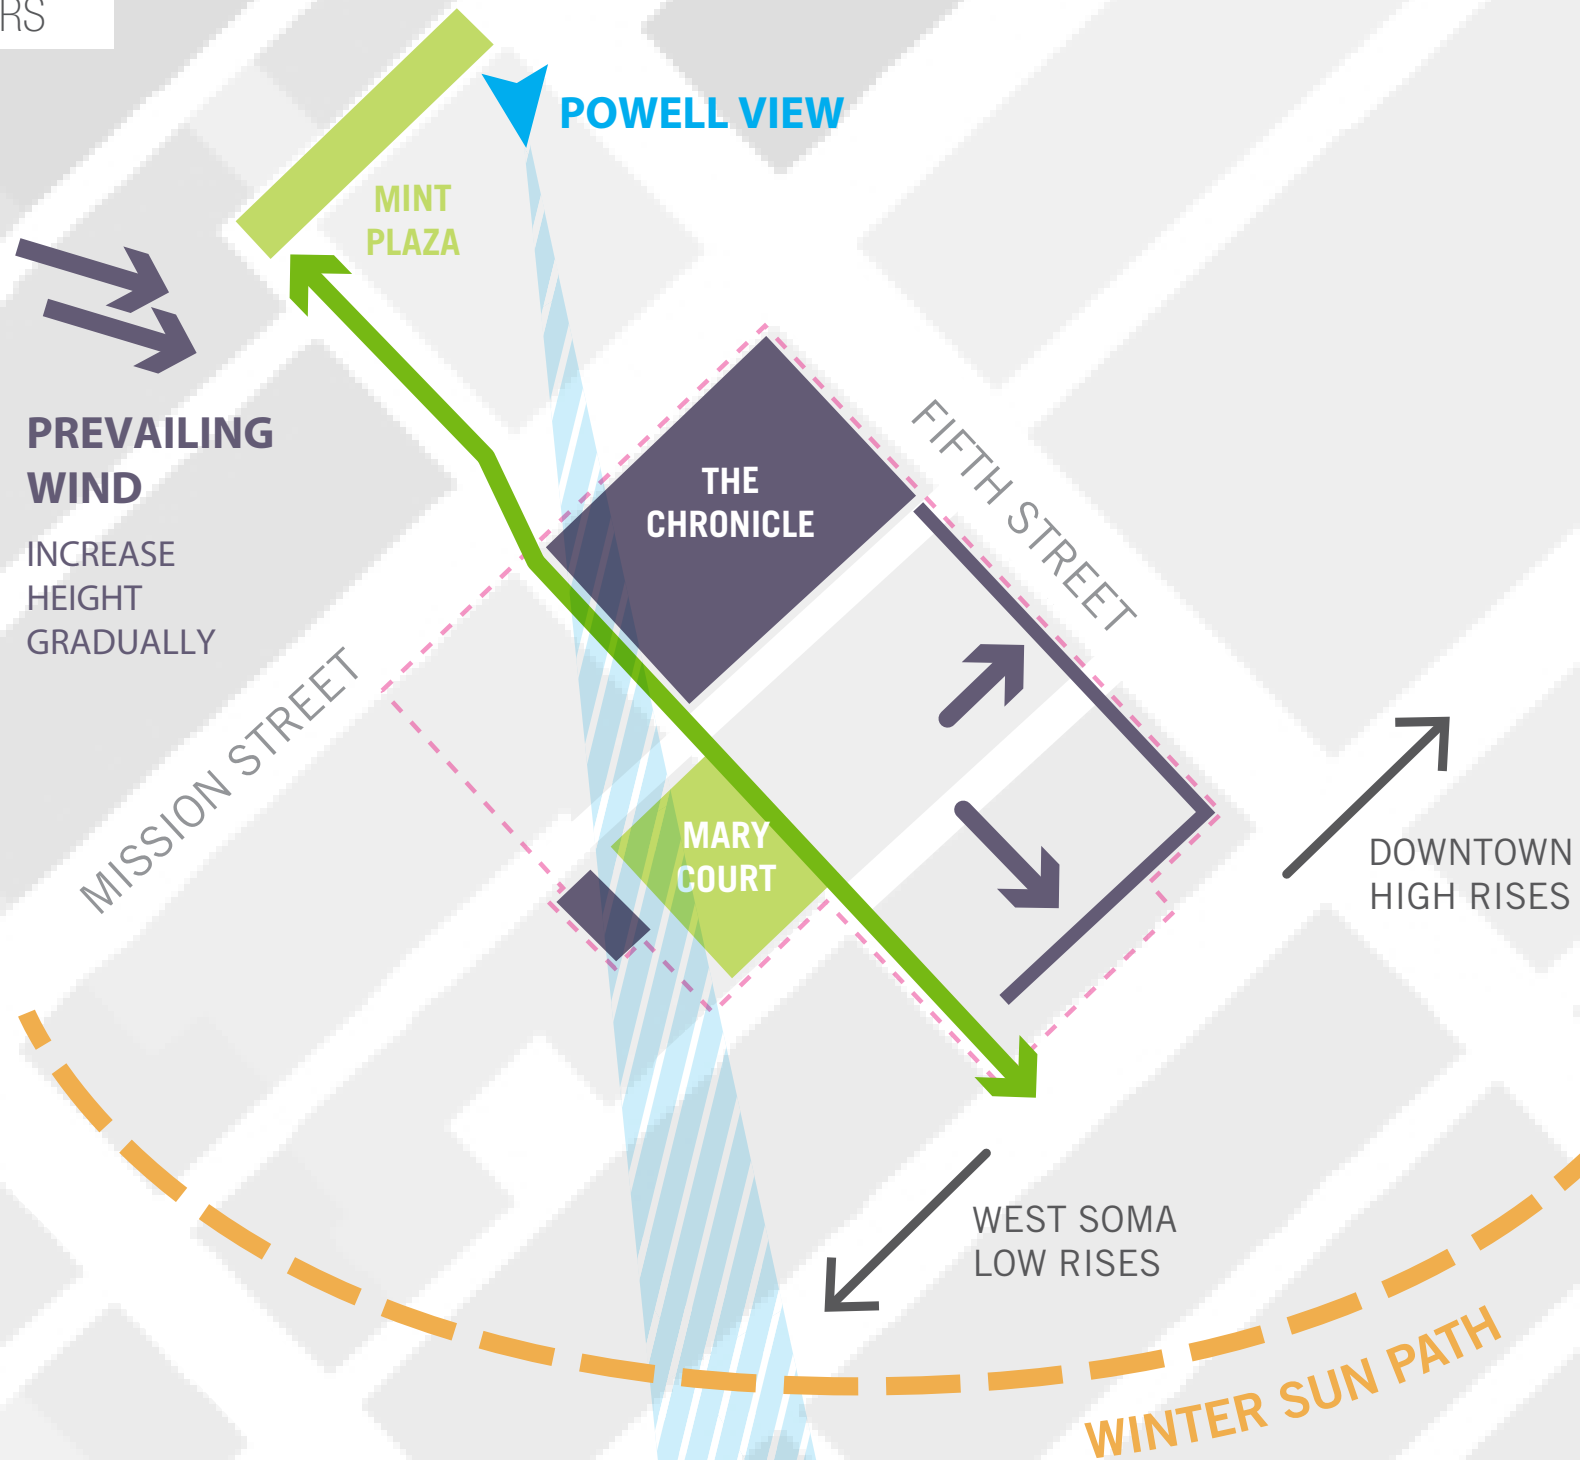 RS
POWELL VIEW
MINT
PLAZA
PREVAILING
WIND
INCREASE
HEIGHT
GRADUALLY
THE
CHRONICLE
FIFTH STREET
MISSION STREET
MARY
COURT
DOWNTOWN
HIGH RISES
WEST SOMA
LOW RISES
WINTER SUN PATH